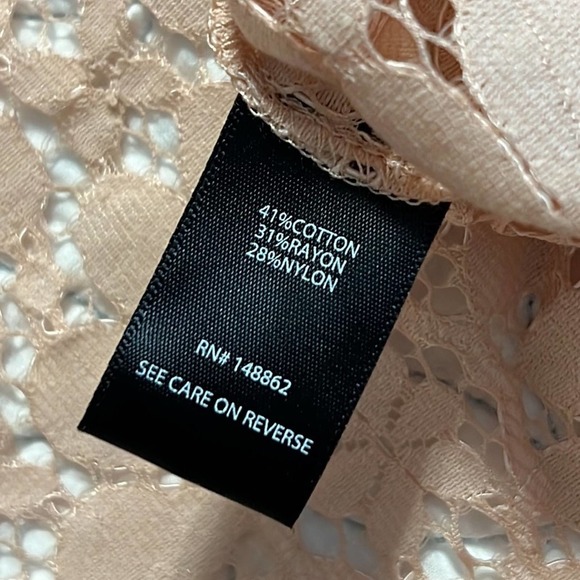 41%COTTON
31%RAYON
28%NYLON
RN# 148862
SEE CARE ON REVERSE